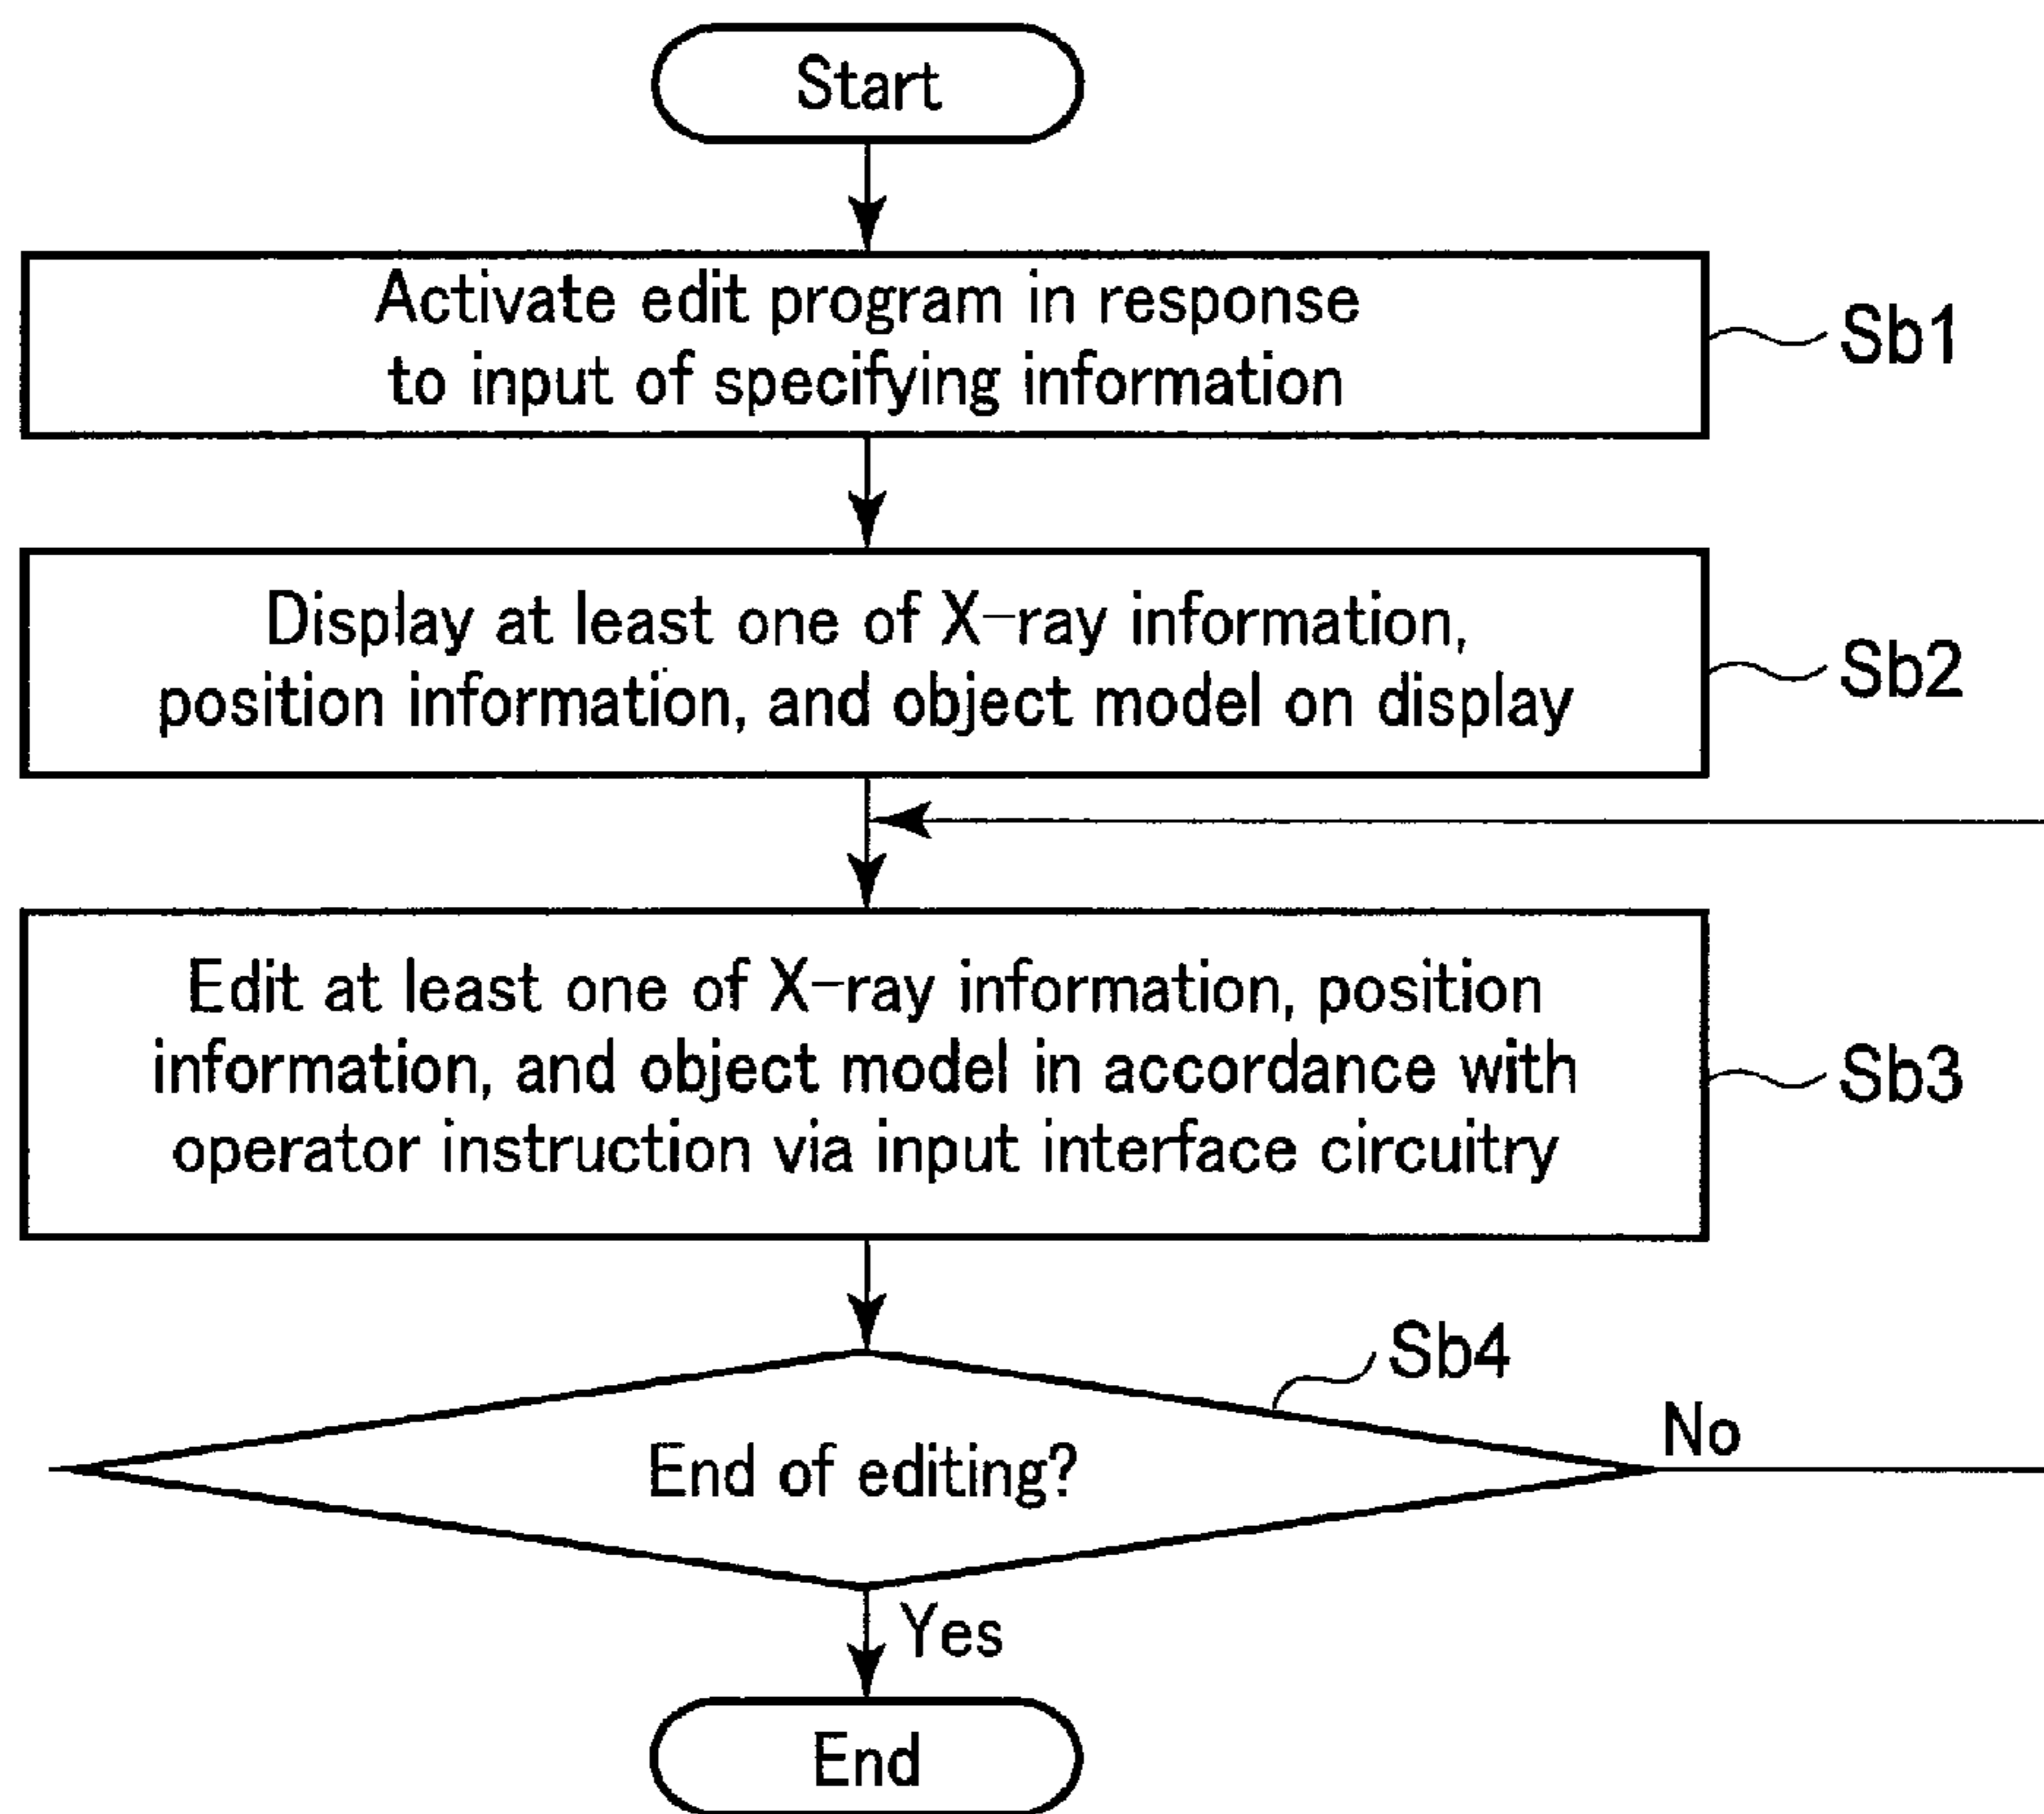 Start
Activate edit program in response
to input of specifying information
Sb1
Display at least one of X-ray information,
position information, and object model on display
Sb2
Edit at least one of X-ray information, position
information, and object model in accordance with
operator instruction via input interface circuitry
Sb3
Sb4
End of editing?
No
Yes
End